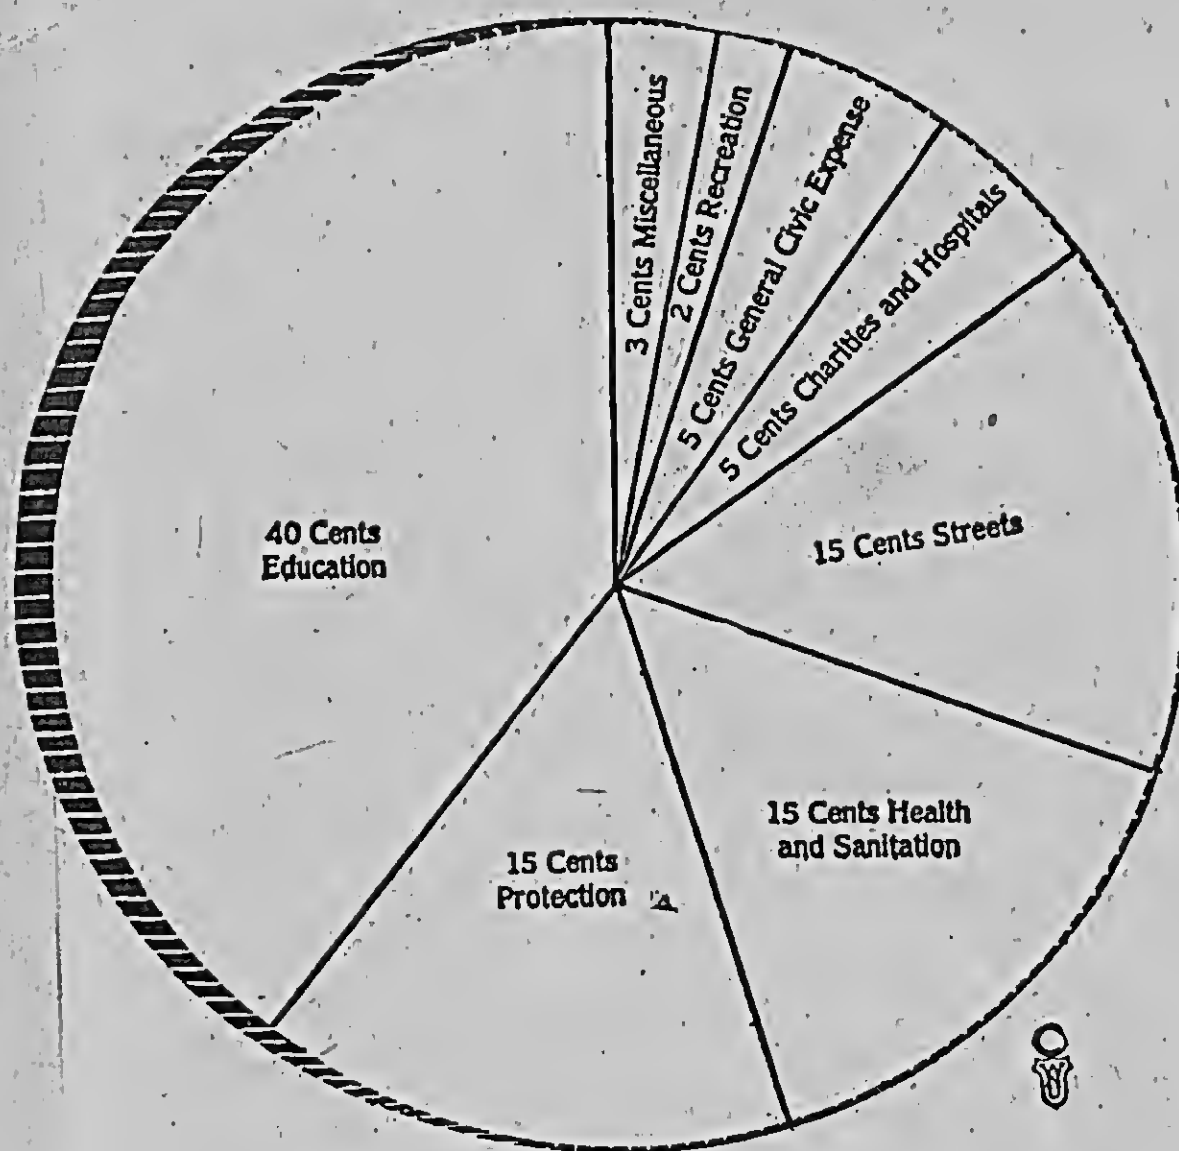 3 Cents Miscellaneous
2 Cents Recreation
5 Cents General Civic Expense
5 Cents Charities and Hospitals
15 Cents Streets
15 Cents Health
and Sanitation
15 Cents
Protection
40 Cents
Education